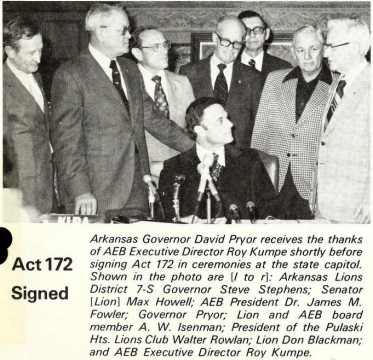 KLRA
Act 172
Signed
Arkansas Governor David Pryor receives the thanks
of AEB Executive Director Roy Kumpe shortly before
signing Act 172 in ceremonies at the state capitol.
Shown in the photo are [l to r]: Arkansas Lions
District 7-S Governor Steve Stephens; Senator
[Lion] Max Howell; AEB President Dr. James M.
Fowler; Governor Pryor; Lion and AEB board
member A. W. Isenman; President of the Pulaski
Hts. Lions Club Walter Rowlan; Lion Don Blackman;
and AEB Executive Director Roy Kumpe.